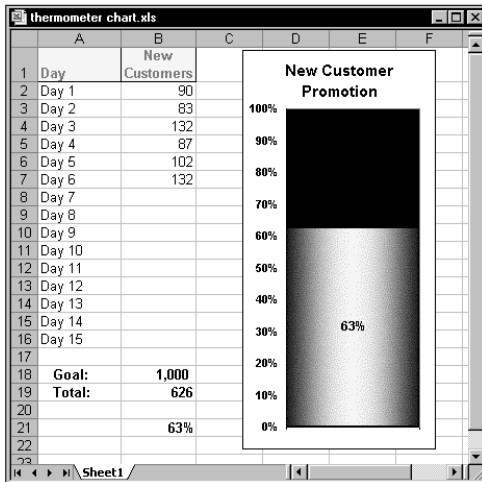 thermometer chart.xls
A B C D E F
1 Day New Customers
2 Day 1 90
3 Day 2 83
4 Day 3 132
5 Day 4 87
6 Day 5 102
7 Day 6 132
8 Day 7
9 Day 8
10 Day 9
11 Day 10
12 Day 11
13 Day 12
14 Day 13
15 Day 14
16 Day 15
17
18 Goal: 1,000
19 Total: 626
20
21 63%
22
23
New Customer
Promotion
100%
90%
80%
70%
60%
50%
40%
30%
20%
10%
0%
63%
Sheet1